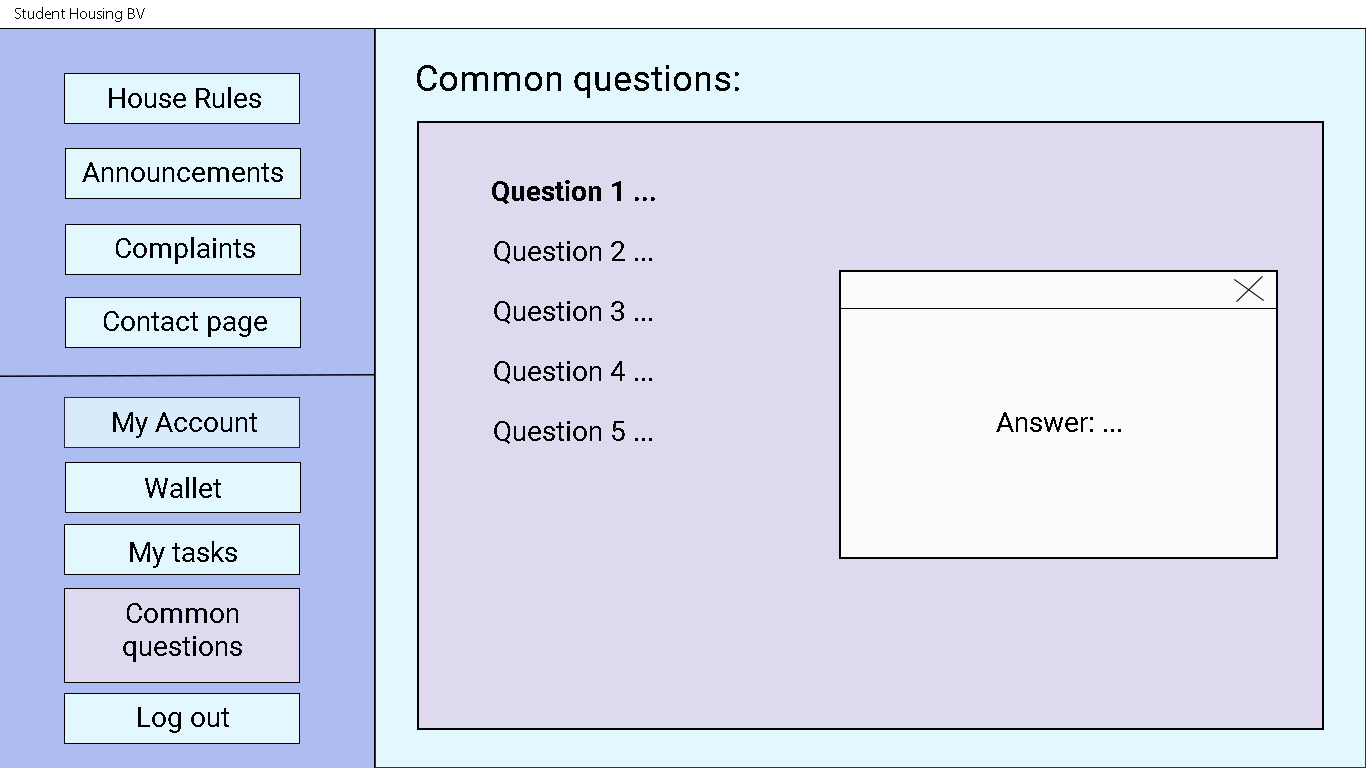 Student Housing BV
House Rules
Announcements
Complaints
Contact page
My Account
Wallet
My tasks
Common
questions
Log out
Common questions:
Question 1 ...
Question 2 ...
Question 3 ...
Question 4 ...
Question 5 ...
Answer: ...